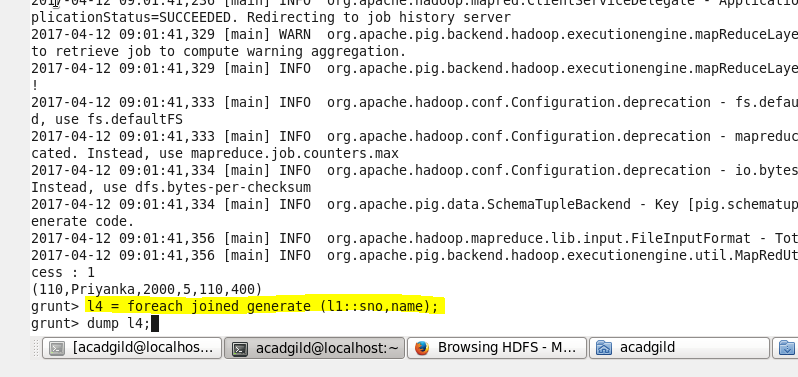 2017-04-12 09:01:41,236 [main] INFO org.apache.hadoop.mapred.ClientServiceDelegate - Applicatio
plicationStatus=SUCCEEDED. Redirecting to job history server
2017-04-12 09:01:41,329 [main] WARN org.apache.pig.backend.hadoop.executionengine.mapReduceLaye
to retrieve job to compute warning aggregation.
2017-04-12 09:01:41,329 [main] INFO org.apache.pig.backend.hadoop.executionengine.mapReduceLaye
!
2017-04-12 09:01:41,333 [main] INFO org.apache.hadoop.conf.Configuration.deprecation - fs.defau
d, use fs.defaultFS
2017-04-12 09:01:41,333 [main] INFO org.apache.hadoop.conf.Configuration.deprecation - mapreduc
cated. Instead, use mapreduce.job.counters.max
2017-04-12 09:01:41,334 [main] INFO org.apache.hadoop.conf.Configuration.deprecation - io.bytes
Instead, use dfs.bytes-per-checksum
2017-04-12 09:01:41,334 [main] INFO org.apache.pig.data.SchemaTupleBackend - Key [pig.schematup
enerate code.
2017-04-12 09:01:41,356 [main] INFO org.apache.hadoop.mapreduce.lib.input.FileInputFormat - Tot
2017-04-12 09:01:41,356 [main] INFO org.apache.pig.backend.hadoop.executionengine.util.MapRedUt
cess : 1
(110,Priyanka,2000,5,110,400)
grunt> l4 = foreach joined generate (l1::sno,name);
grunt> dump l4;
[acadgild@localhos... acadgild@localhost:~ Browsing HDFS - M... acadgild